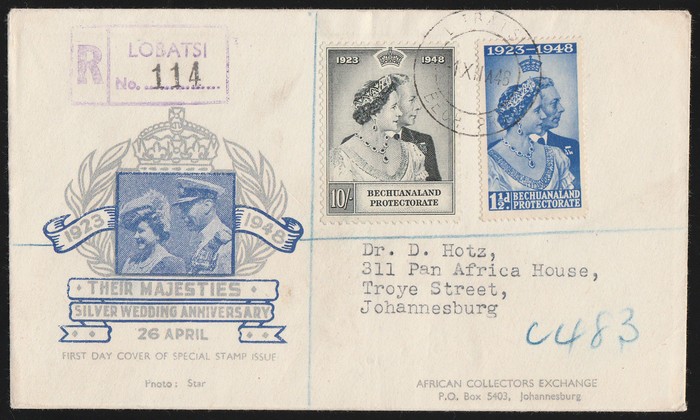 LOBATSI
R
No. 114
1923 1948
10/-
BECHUANALAND
PROTECTORATE
1923-1948
1½d
BECHUANALAND
PROTECTORATE
1923
1948
THEIR MAJESTIES
SILVER WEDDING ANNIVERSARY
26 APRIL
FIRST DAY COVER OF SPECIAL STAMP ISSUE
Photo: Star
Dr. D. Hotz,
311 Pan Africa House,
Troye Street,
Johannesburg
C483
AFRICAN COLLECTORS EXCHANGE
P.O. Box 5403, Johannesburg